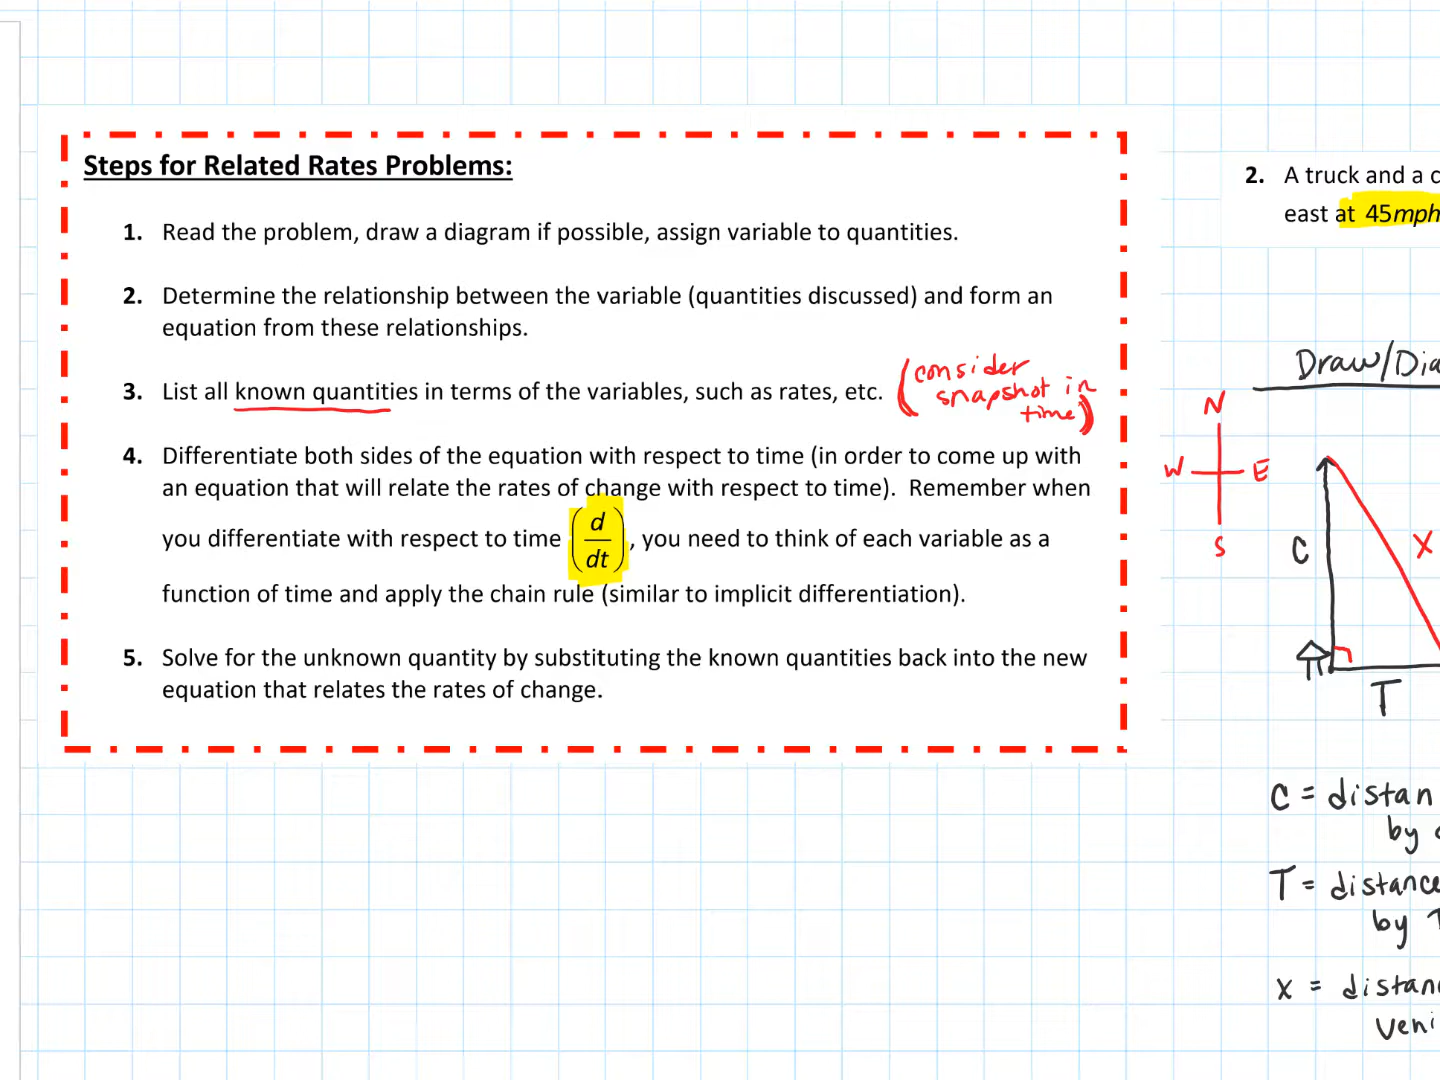 Steps for Related Rates Problems:
1. Read the problem, draw a diagram if possible, assign variable to quantities.
2. Determine the relationship between the variable (quantities discussed) and form an
equation from these relationships.
3. List all known quantities in terms of the variables, such as rates, etc.
(consider
snapshot in
time)
4. Differentiate both sides of the equation with respect to time (in order to come up with
an equation that will relate the rates of change with respect to time). Remember when
you differentiate with respect to time (d/dt), you need to think of each variable as a
function of time and apply the chain rule (similar to implicit differentiation).
5. Solve for the unknown quantity by substituting the known quantities back into the new
equation that relates the rates of change.
2. A truck and a c
east at 45mph
Draw/Dia
N
W E
S
C
X
T
C = distan
by
T = distance
by T
x = distan
veni